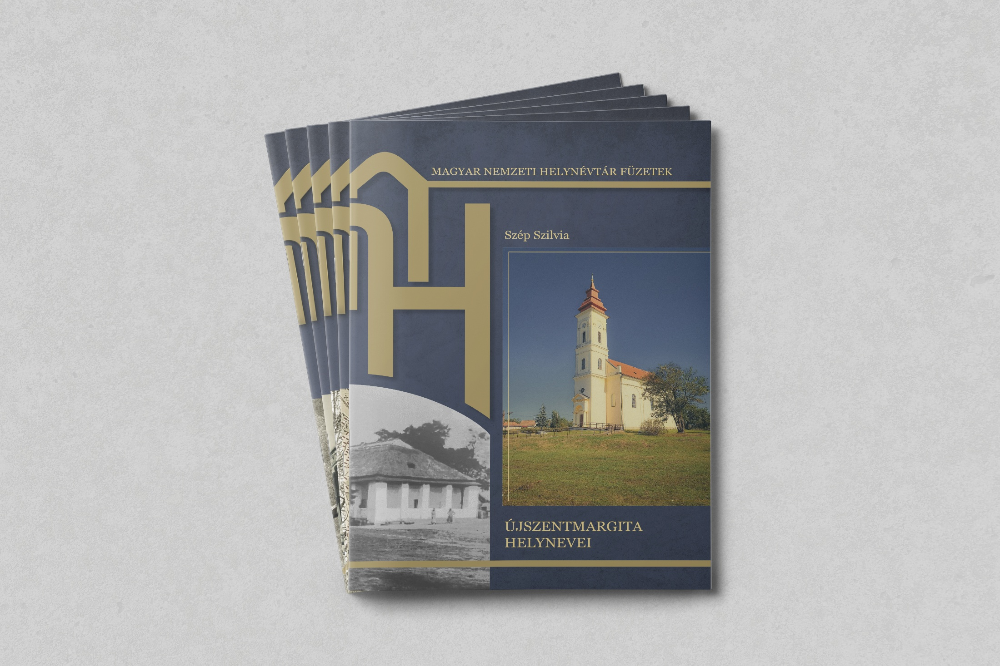 MAGYAR NEMZETI HELYNÉVTÁR FÜZETEK
Szép Szilvia
ÚJSZENTMARGITA
HELYNEVEI